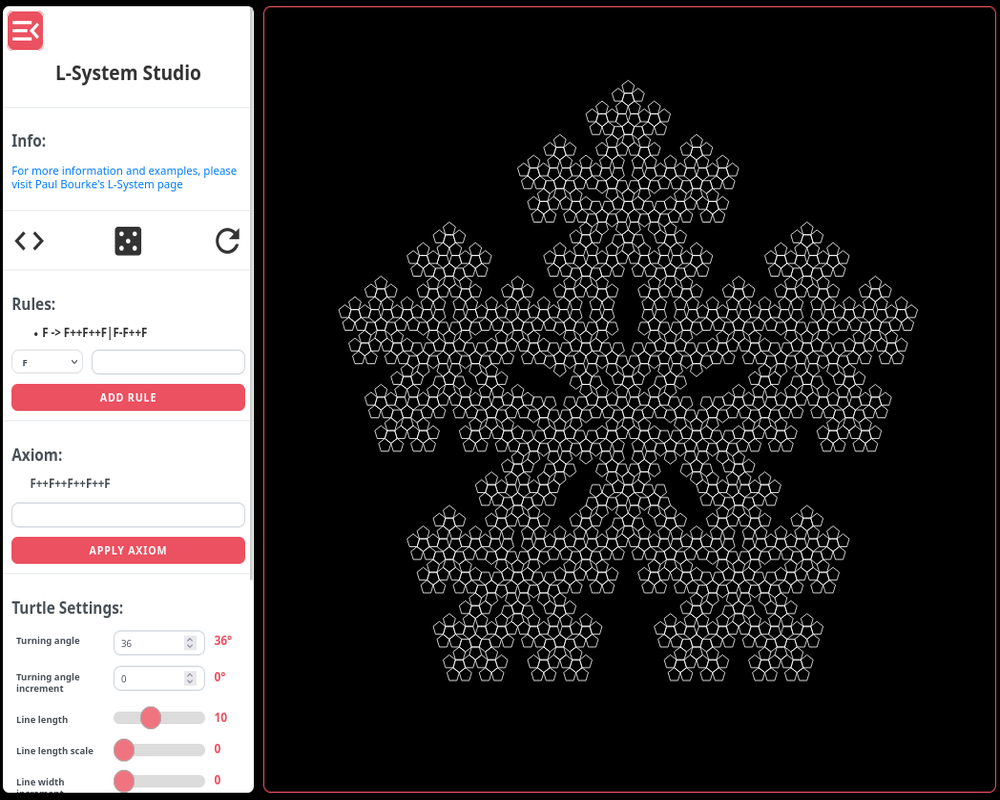 L-System Studio
Info:
For more information and examples, please
visit Paul Bourke's L-System page
Rules:
• F -> F++F++F|F-F++F
F
ADD RULE
Axiom:
F++F++F++F++F
APPLY AXIOM
Turtle Settings:
Turning angle 36 36°
Turning angle
increment 0 0°
Line length 10
Line length scale 0
Line width 0
increment